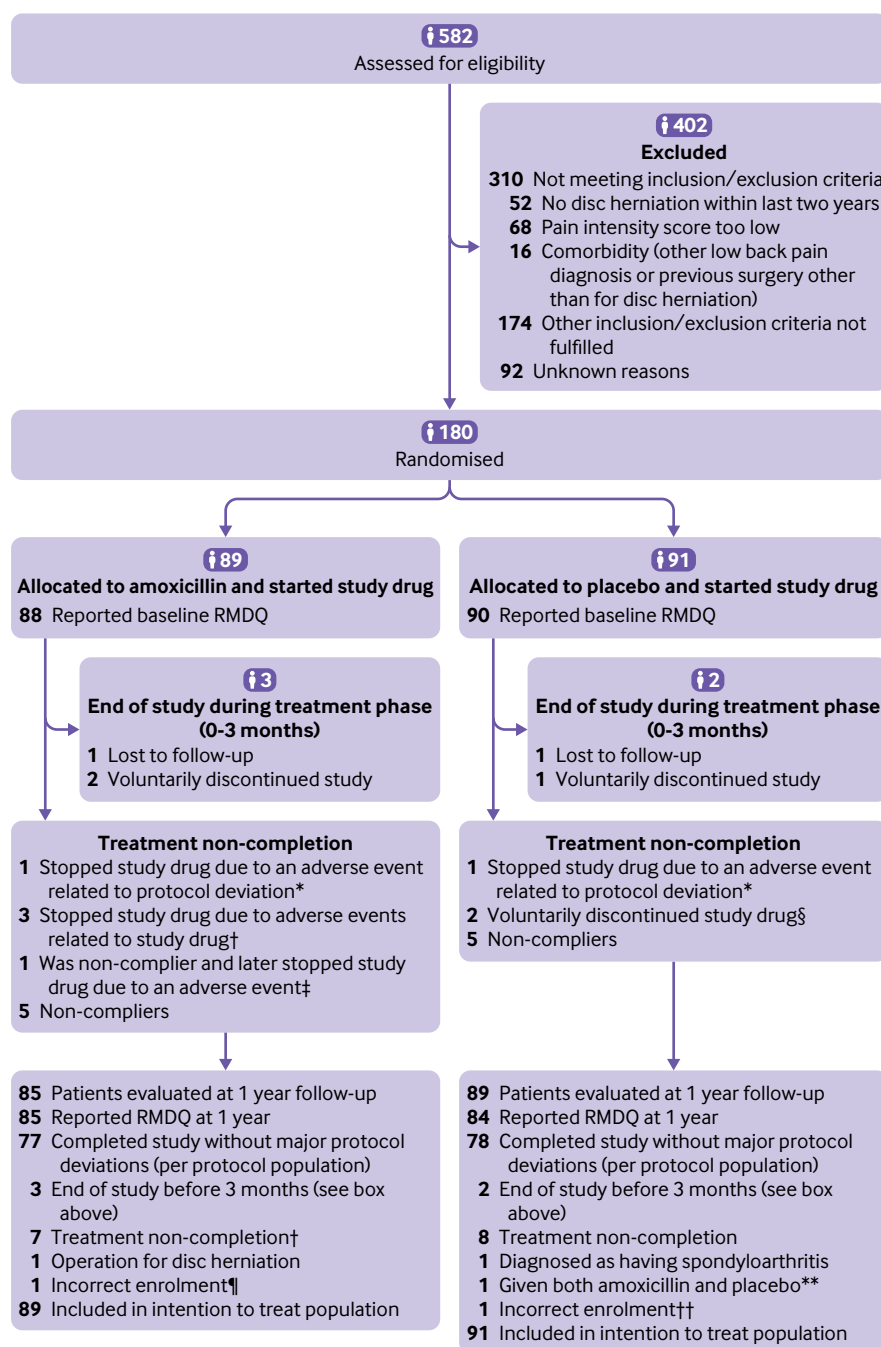 582
Assessed for eligibility
402
Excluded
310 Not meeting inclusion/exclusion criteria
52 No disc herniation within last two years
68 Pain intensity score too low
16 Comorbidity (other low back pain
diagnosis or previous surgery other
than for disc herniation)
174 Other inclusion/exclusion criteria not
fulfilled
92 Unknown reasons
180
Randomised
89
Allocated to amoxicillin and started study drug
88 Reported baseline RMDQ
91
Allocated to placebo and started study drug
90 Reported baseline RMDQ
3
End of study during treatment phase
(0-3 months)
1 Lost to follow-up
2 Voluntarily discontinued study
2
End of study during treatment phase
(0-3 months)
1 Lost to follow-up
1 Voluntarily discontinued study
Treatment non-completion
1 Stopped study drug due to an adverse event
related to protocol deviation*
3 Stopped study drug due to adverse events
related to study drug†
1 Was non-complier and later stopped study
drug due to an adverse event‡
5 Non-compliers
Treatment non-completion
1 Stopped study drug due to an adverse event
related to protocol deviation*
2 Voluntarily discontinued study drug§
5 Non-compliers
85 Patients evaluated at 1 year follow-up
85 Reported RMDQ at 1 year
77 Completed study without major protocol
deviations (per protocol population)
3 End of study before 3 months (see box
above)
7 Treatment non-completion†
1 Operation for disc herniation
1 Incorrect enrolment¶
89 Included in intention to treat population
89 Patients evaluated at 1 year follow-up
84 Reported RMDQ at 1 year
78 Completed study without major protocol
deviations (per protocol population)
2 End of study before 3 months (see box
above)
8 Treatment non-completion
1 Diagnosed as having spondyloarthritis
1 Given both amoxicillin and placebo**
1 Incorrect enrolment††
91 Included in intention to treat population